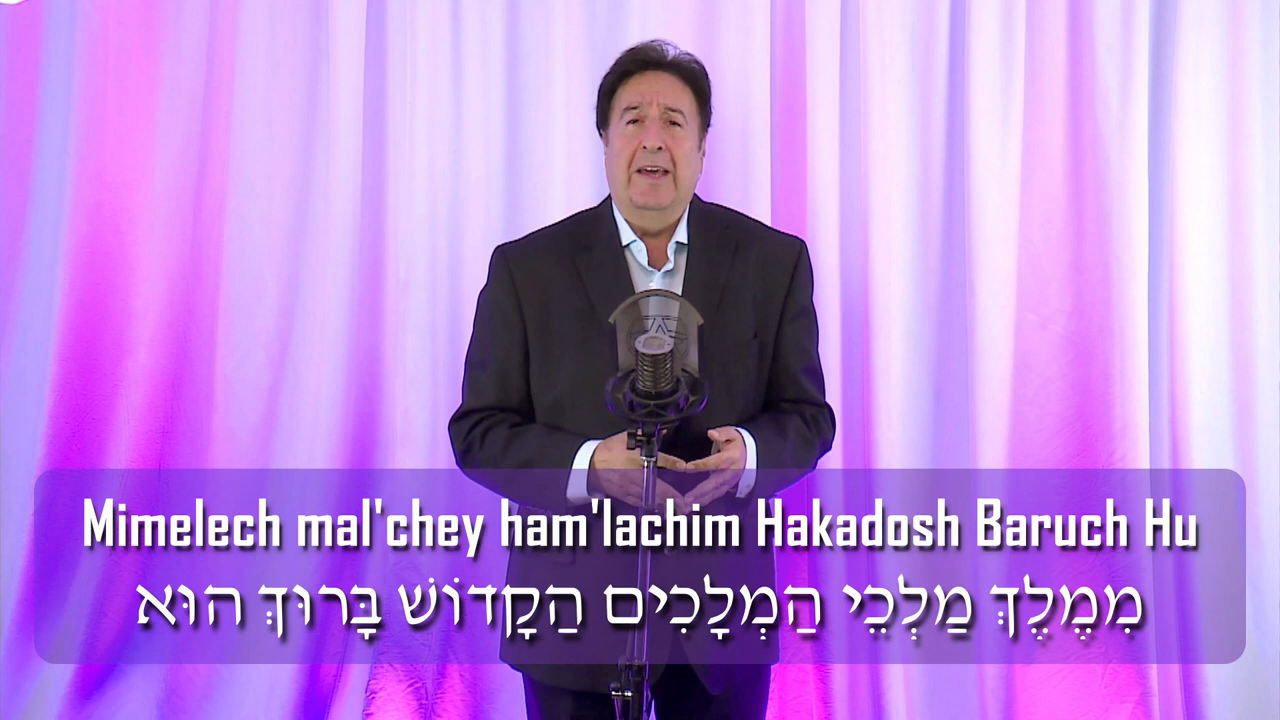 Mimelech mal'chey ham'lachim Hakadosh Baruch Hu
מִמֶּלֶךְ מַלְכֵי הַמְּלָכִים הַקָּדוֹשׁ בָּרוּךְ הוּא